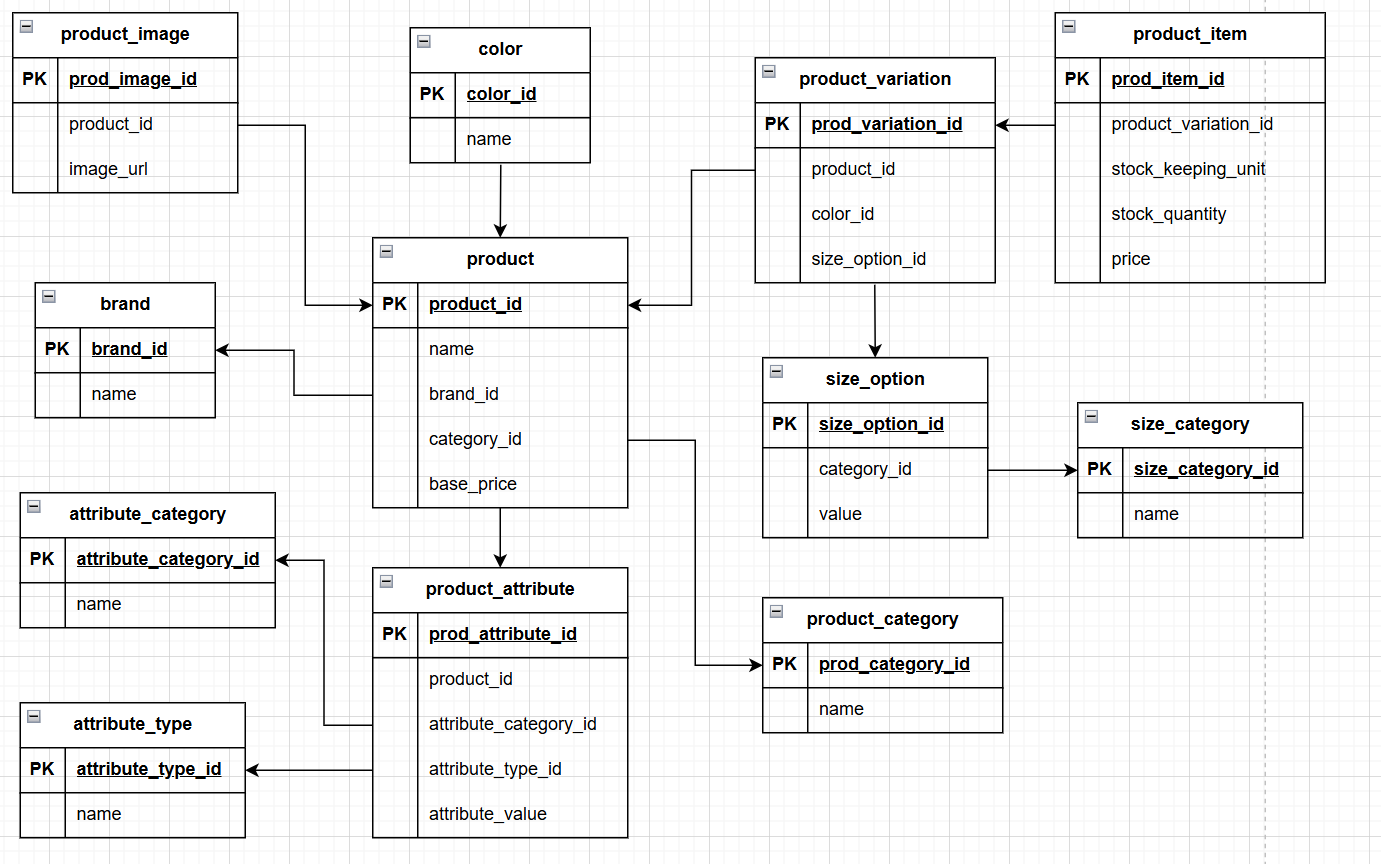 product_image
PK prod_image_id
product_id
image_url
color
PK color_id
name
product_variation
PK prod_variation_id
product_id
color_id
size_option_id
product_item
PK prod_item_id
product_variation_id
stock_keeping_unit
stock_quantity
price
brand
PK brand_id
name
product
PK product_id
name
brand_id
category_id
base_price
size_option
PK size_option_id
category_id
value
size_category
PK size_category_id
name
attribute_category
PK attribute_category_id
name
product_attribute
PK prod_attribute_id
product_id
attribute_category_id
attribute_type_id
attribute_value
product_category
PK prod_category_id
name
attribute_type
PK attribute_type_id
name